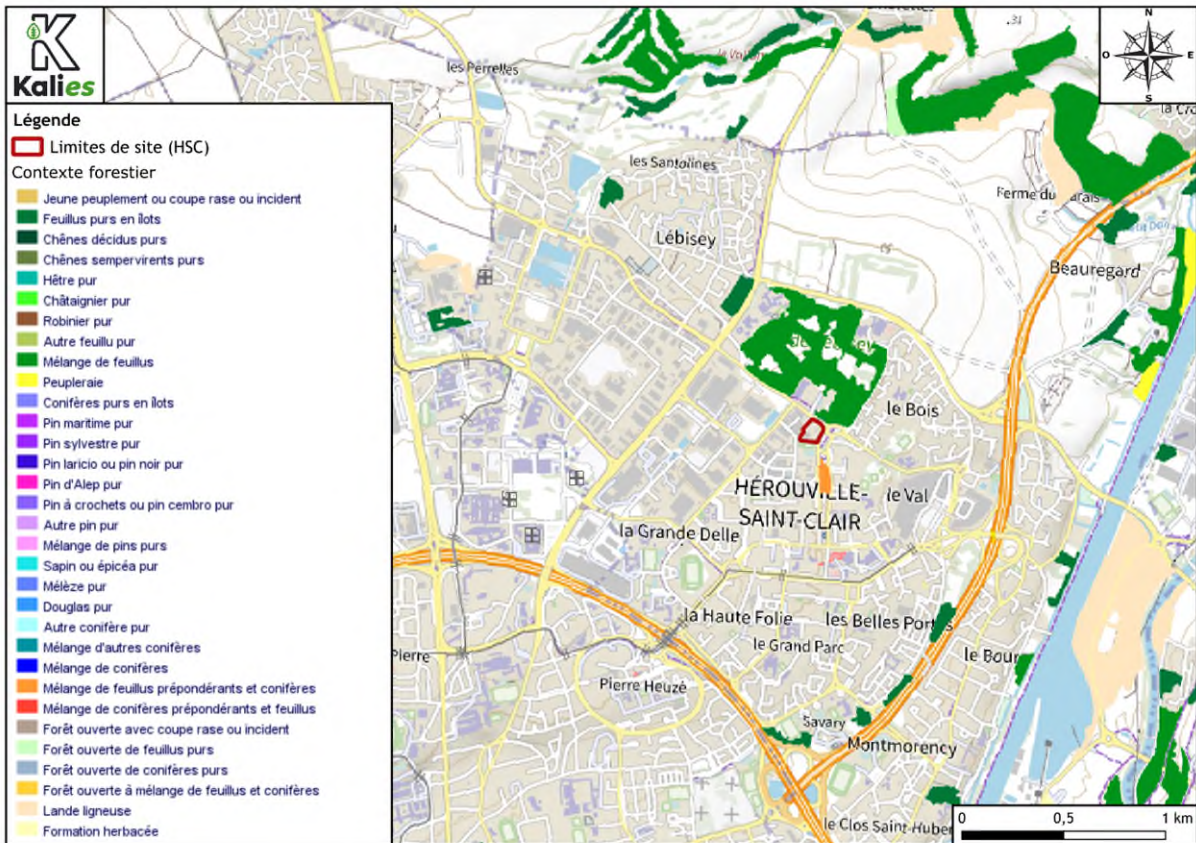 Kalies
Légende
Limites de site (HSC)
Contexte forestier
Jeune peuplement ou coupe rase ou incident
Feuillus purs en îlots
Chênes décidus purs
Chênes sempervirents purs
Hêtre pur
Châtaignier pur
Robinier pur
Autre feuillu pur
Mélange de feuillus
Peupleraie
Conifères purs en îlots
Pin maritime pur
Pin sylvestre pur
Pin laricio ou pin noir pur
Pin d'Alep pur
Pin à crochets ou pin cembro pur
Autre pin pur
Mélange de pins purs
Sapin ou épicéa pur
Mélèze pur
Douglas pur
Autre conifère pur
Mélange d'autres conifères
Mélange de conifères
Mélange de feuillus prépondérants et conifères
Mélange de conifères prépondérants et feuillus
Forêt ouverte avec coupe rase ou incident
Forêt ouverte de feuillus purs
Forêt ouverte de conifères purs
Forêt ouverte à mélange de feuillus et conifères
Lande ligneuse
Formation herbacée
N
O E
S
les Perrelles
les Santolines
Lébisey
Ferme du
Beauregard
le Bois
HÉROUVILLE-
SAINT-CLAIR
le Val
la Grande Delle
la Haute Folie
les Belles Portes
le Grand Parc
le Bour
Pierre
Pierre Heuzé
Savary
Montmorency
le Clos Saint-Huber
0 0,5 1 km